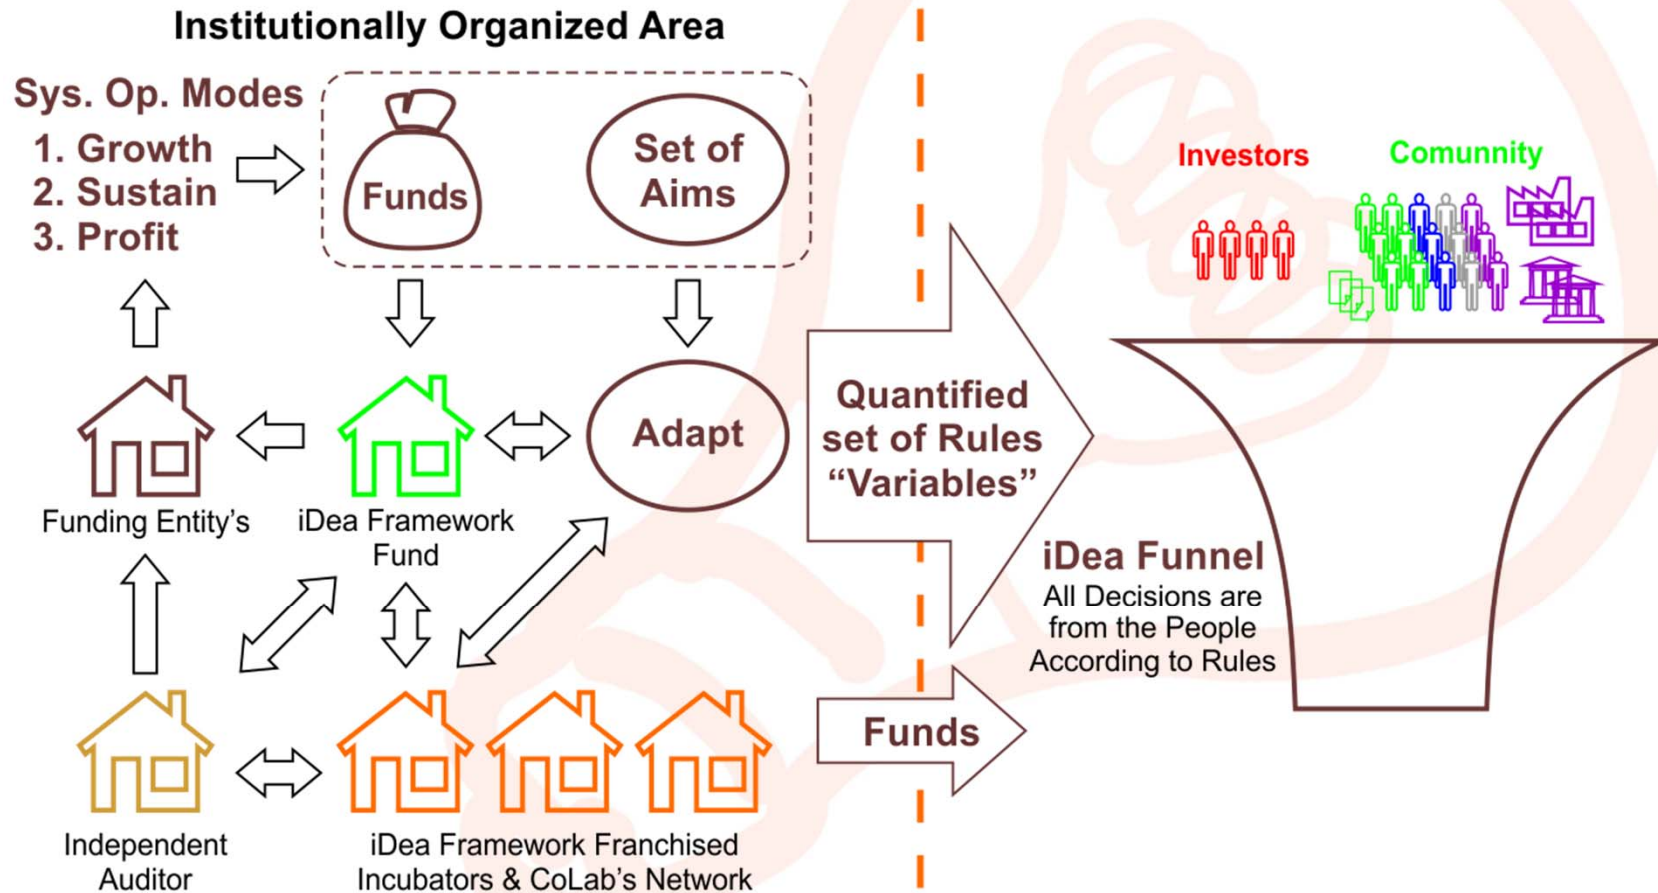 Institutionally Organized Area
Sys. Op. Modes
1. Growth
2. Sustain
3. Profit
Funds
Set of
Aims
Investors
Comunnity
Quantified
set of Rules
“Variables”
Adapt
Funding Entity’s
iDea Framework
Fund
iDea Funnel
All Decisions are
from the People
According to Rules
Funds
Independent
Auditor
iDea Framework Franchised
Incubators & CoLab’s Network